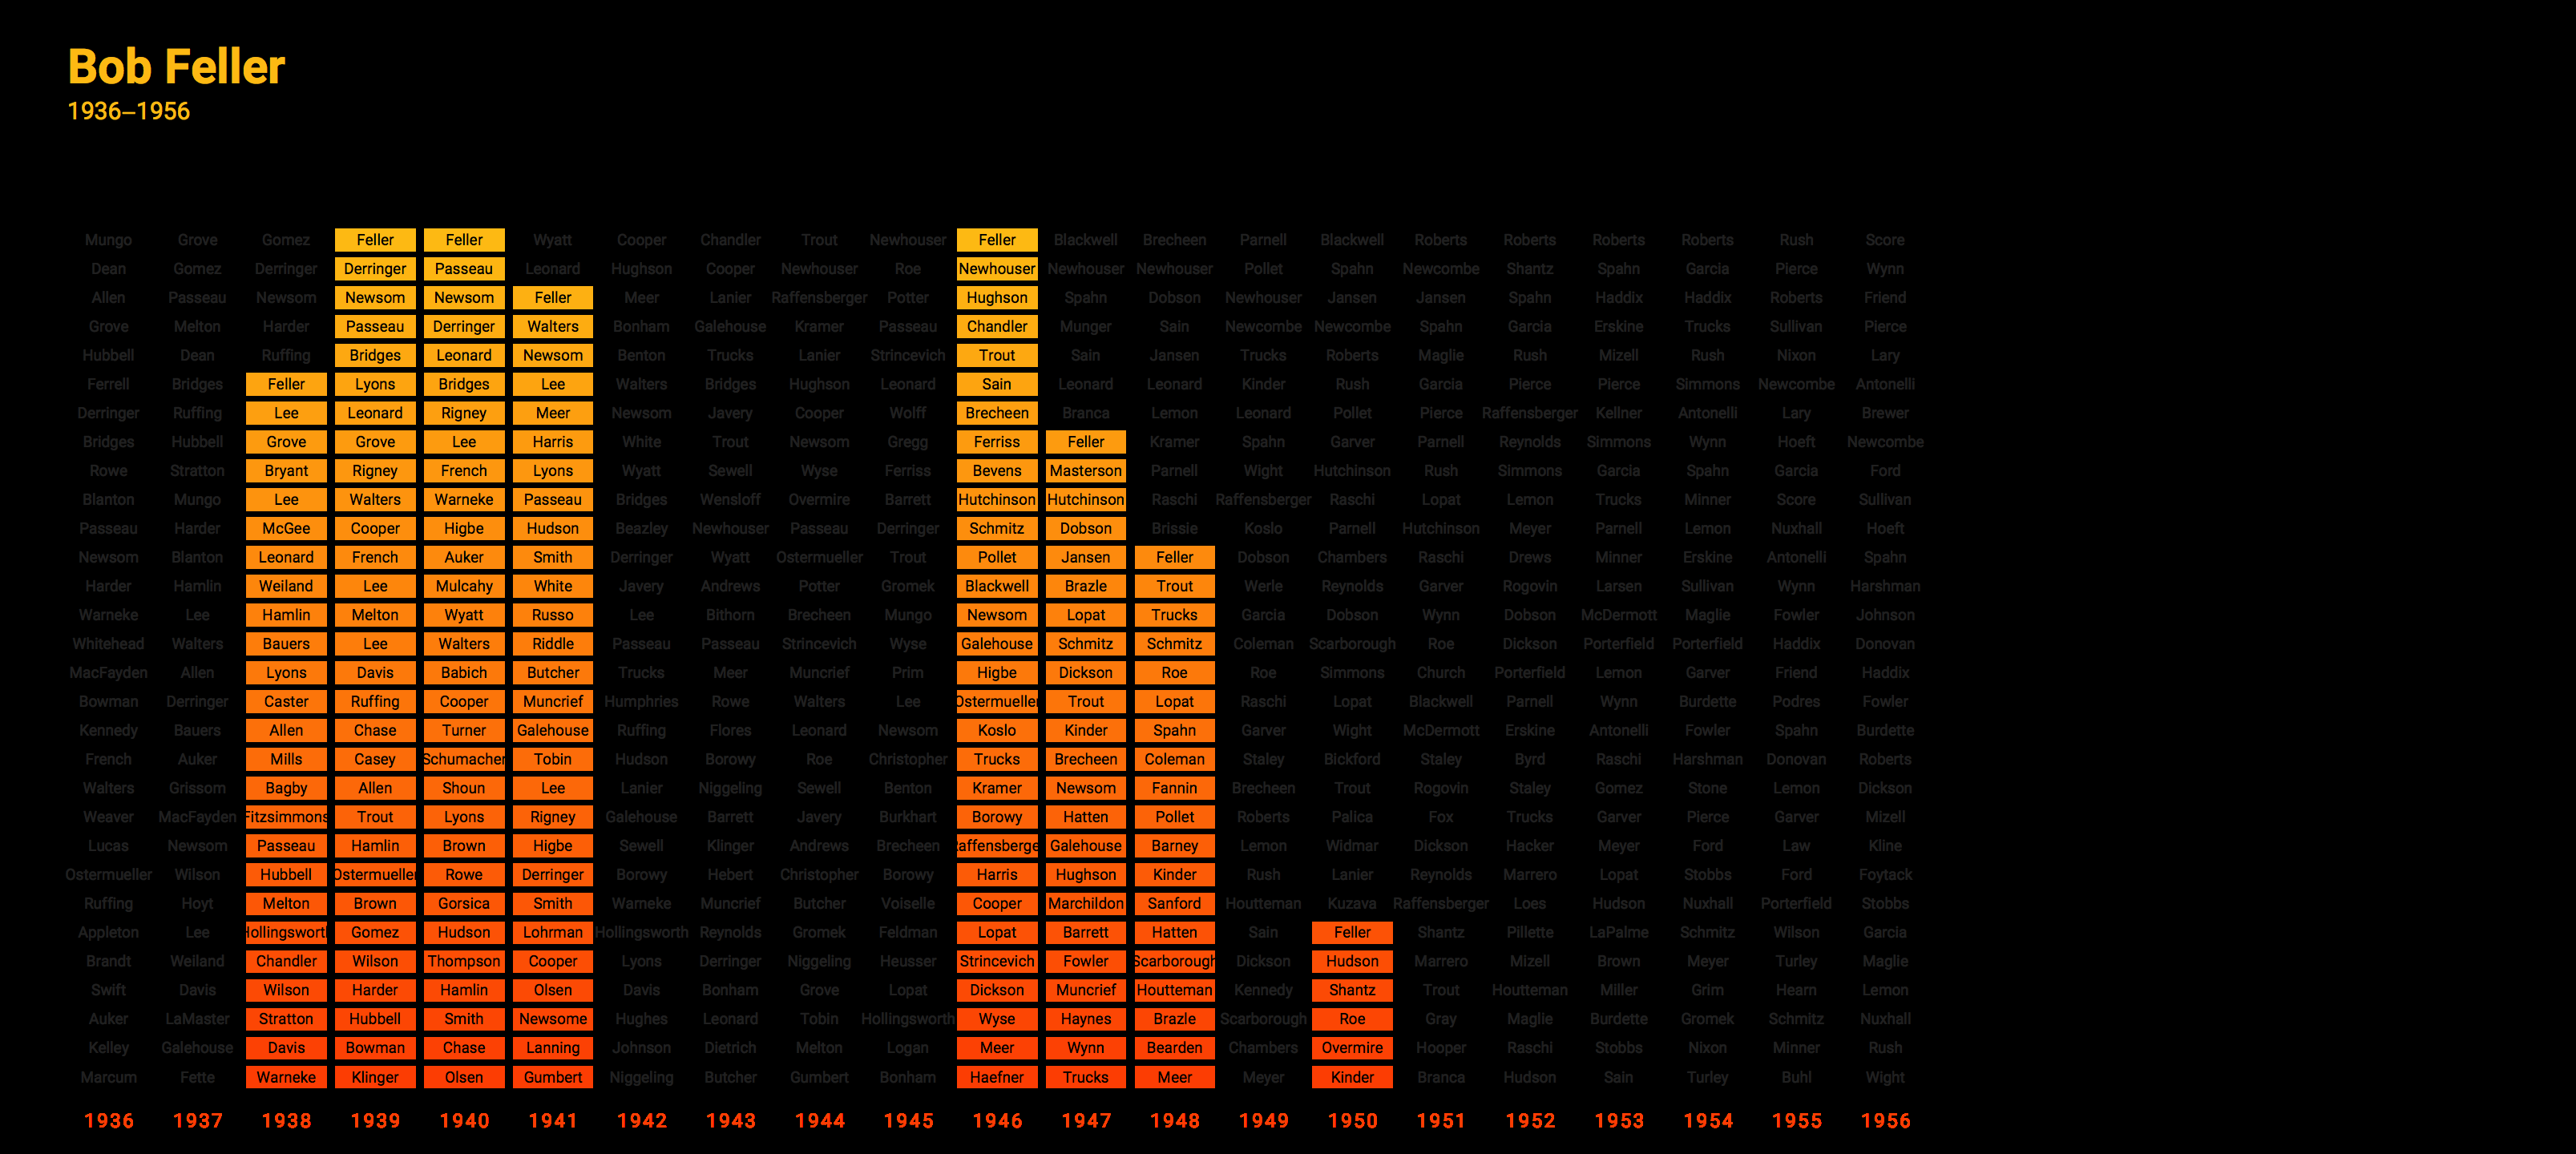 Bob Feller
1936–1956
Mungo Grove Gomez Feller Feller Wyatt Cooper Chandler Trout Newhouser Feller Blackwell Brecheen Parnell Blackwell Roberts Roberts Roberts Roberts Rush Score
Dean Gomez Derringer Derringer Passeau Leonard Hughson Cooper Newhouser Roe Newhouser Newhouser Newhouser Pollet Spahn Newcombe Shantz Spahn Garcia Pierce Wynn
Allen Passeau Newsom Newsom Newsom Feller Meer Lanier Raffensberger Potter Hughson Spahn Dobson Newhouser Jansen Jansen Spahn Haddix Haddix Roberts Friend
Grove Melton Harder Passeau Derringer Walters Bonham Galehouse Kramer Passeau Chandler Munger Sain Newcombe Newcombe Spahn Garcia Erskine Trucks Sullivan Pierce
Hubbell Dean Ruffing Bridges Leonard Newsom Benton Trucks Lanier Strincevich Trout Sain Jansen Trucks Roberts Maglie Rush Mizell Rush Nixon Lary
Ferrell Bridges Feller Lyons Bridges Lee Walters Bridges Hughson Leonard Sain Leonard Leonard Kinder Rush Garcia Pierce Pierce Simmons Newcombe Antonelli
Derringer Ruffing Lee Leonard Rigney Meer Newsom Javery Cooper Wolff Brecheen Branca Lemon Leonard Pollet Pierce Raffensberger Kellner Antonelli Lary Brewer
Bridges Hubbell Grove Grove Lee Harris White Trout Newsom Gregg Ferriss Feller Kramer Spahn Garver Parnell Reynolds Simmons Wynn Hoeft Newcombe
Rowe Stratton Bryant Rigney French Lyons Wyatt Sewell Wyse Ferriss Bevens Masterson Parnell Wight Hutchinson Rush Simmons Garcia Spahn Garcia Ford
Blanton Mungo Lee Walters Warneke Passeau Bridges Wensloff Overmire Barrett Hutchinson Hutchinson Raschi Raffensberger Raschi Lopat Lemon Trucks Minner Score Sullivan
Passeau Harder McGee Cooper Higbe Hudson Beazley Newhouser Passeau Derringer Schmitz Dobson Brissie Koslo Parnell Hutchinson Meyer Parnell Lemon Nuxhall Hoeft
Newsom Blanton Leonard French Auker Smith Derringer Wyatt Ostermueller Trout Pollet Jansen Feller Dobson Chambers Raschi Drews Minner Erskine Antonelli Spahn
Harder Hamlin Weiland Lee Mulcahy White Javery Andrews Potter Gromek Blackwell Brazle Trout Werle Reynolds Garver Rogovin Larsen Sullivan Wynn Harshman
Warneke Lee Hamlin Melton Wyatt Russo Lee Bithorn Brecheen Mungo Newsom Lopat Trucks Garcia Dobson Wynn Dobson McDermott Maglie Fowler Johnson
Whitehead Walters Bauers Lee Walters Riddle Passeau Passeau Strincevich Wyse Galehouse Schmitz Schmitz Coleman Scarborough Roe Dickson Porterfield Porterfield Haddix Donovan
MacFayden Allen Lyons Davis Babich Butcher Trucks Meer Muncrief Prim Higbe Dickson Roe Roe Simmons Church Porterfield Lemon Garver Friend Haddix
Bowman Derringer Caster Ruffing Cooper Muncrief Humphries Rowe Walters Lee Ostermueller Trout Lopat Raschi Lopat Blackwell Parnell Wynn Burdette Podres Fowler
Kennedy Bauers Allen Chase Turner Galehouse Ruffing Flores Leonard Newsom Koslo Kinder Spahn Garver Wight McDermott Erskine Antonelli Fowler Spahn Burdette
French Auker Mills Casey Schumacher Tobin Hudson Borowy Roe Christopher Trucks Brecheen Coleman Staley Bickford Staley Byrd Raschi Harshman Donovan Roberts
Walters Grissom Bagby Allen Shoun Lee Lanier Niggeling Sewell Benton Kramer Newsom Fannin Brecheen Trout Rogovin Staley Gomez Stone Lemon Dickson
Weaver MacFayden Fitzsimmons Trout Lyons Rigney Galehouse Barrett Javery Burkhart Borowy Hatten Pollet Roberts Palica Fox Trucks Garver Pierce Garver Mizell
Lucas Newsom Passeau Hamlin Brown Higbe Sewell Klinger Andrews Brecheen Raffensberger Galehouse Barney Lemon Widmar Dickson Hacker Meyer Ford Law Kline
Ostermueller Wilson Hubbell Ostermueller Rowe Derringer Borowy Hebert Christopher Borowy Harris Hughson Kinder Rush Lanier Reynolds Marrero Lopat Stobbs Ford Foytack
Ruffing Hoyt Melton Brown Gorsica Smith Warneke Muncrief Butcher Voiselle Cooper Marchildon Sanford Houtteman Kuzava Raffensberger Loes Hudson Nuxhall Porterfield Stobbs
Appleton Lee Hollingsworth Gomez Hudson Lohrman Hollingsworth Reynolds Gromek Feldman Lopat Barrett Hatten Sain Feller Shantz Pillette LaPalme Schmitz Wilson Garcia
Brandt Weiland Chandler Wilson Thompson Cooper Lyons Derringer Niggeling Heusser Strincevich Fowler Scarborough Dickson Hudson Marrero Mizell Brown Meyer Turley Maglie
Swift Davis Wilson Harder Hamlin Olsen Davis Bonham Grove Lopat Dickson Muncrief Houtteman Kennedy Shantz Trout Houtteman Miller Grim Hearn Lemon
Auker LaMaster Stratton Hubbell Smith Newsome Hughes Leonard Tobin Hollingsworth Wyse Haynes Brazle Scarborough Roe Gray Maglie Burdette Gromek Schmitz Nuxhall
Kelley Galehouse Davis Bowman Chase Lanning Johnson Dietrich Melton Logan Meer Wynn Bearden Chambers Overmire Hooper Raschi Stobbs Nixon Minner Rush
Marcum Fette Warneke Klinger Olsen Gumbert Niggeling Butcher Gumbert Bonham Haefner Trucks Meer Meyer Kinder Branca Hudson Sain Turley Buhl Wight
1936 1937 1938 1939 1940 1941 1942 1943 1944 1945 1946 1947 1948 1949 1950 1951 1952 1953 1954 1955 1956